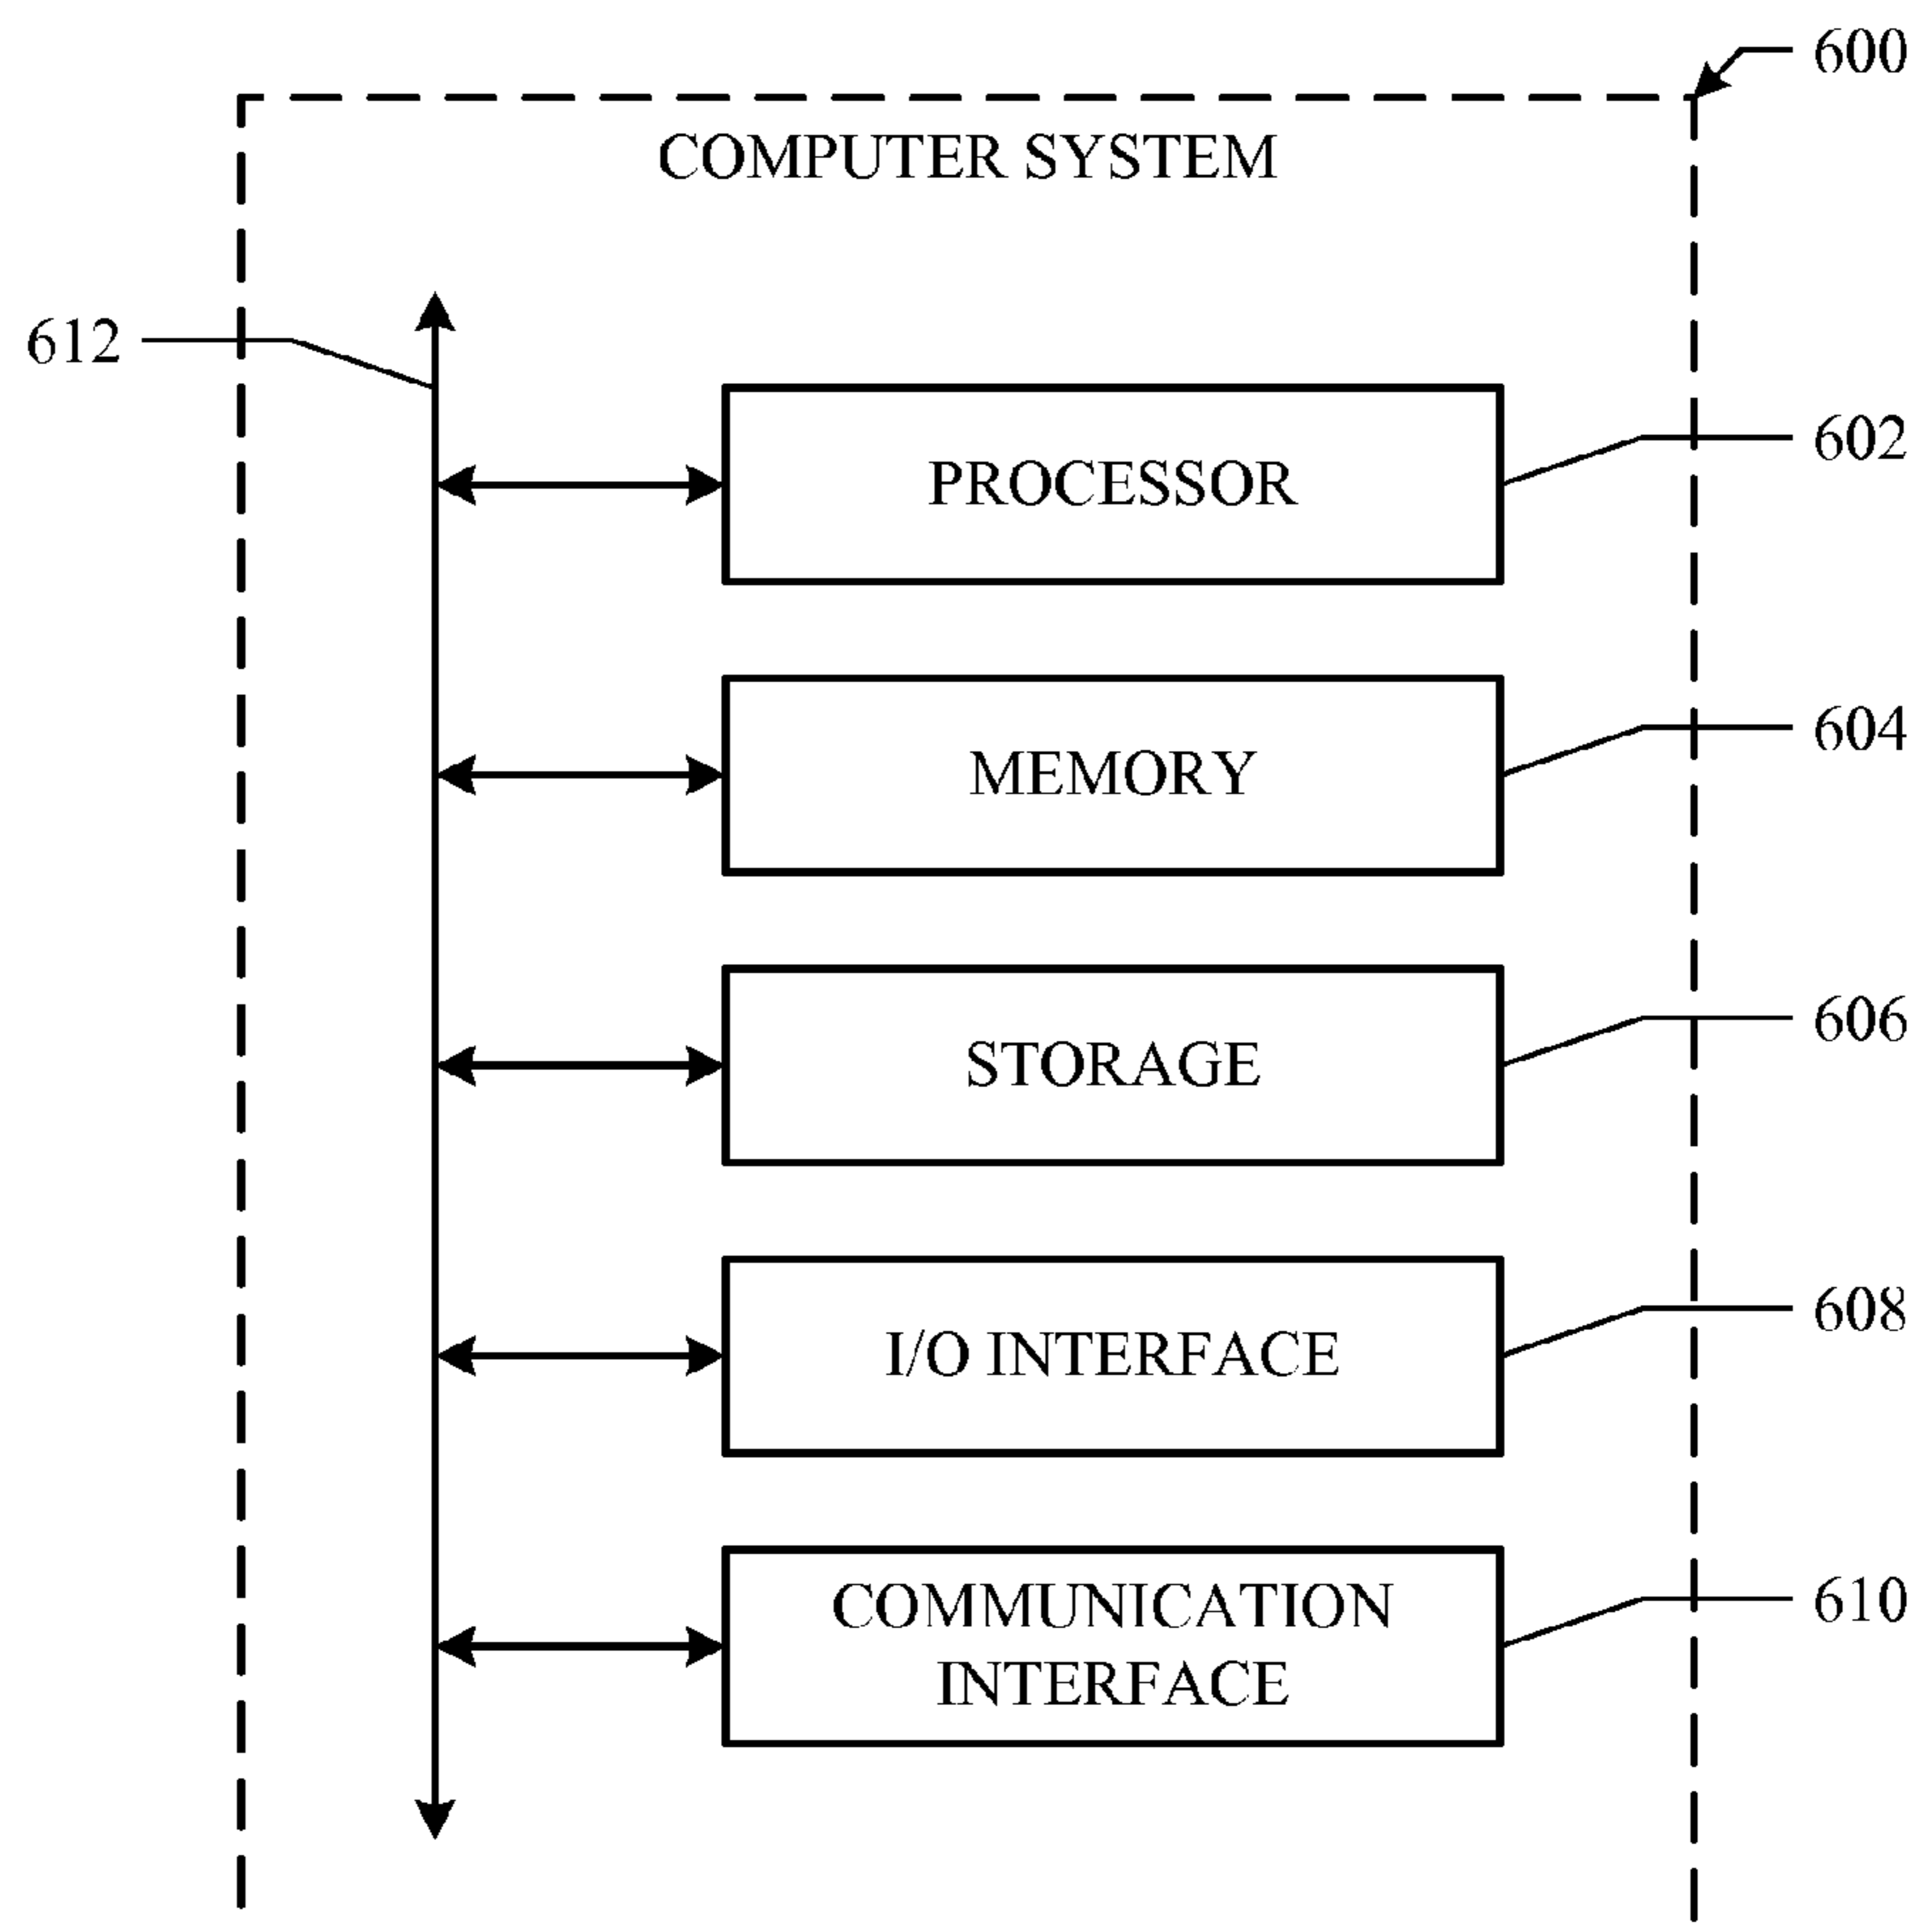 600
COMPUTER SYSTEM
612
PROCESSOR
602
MEMORY
604
STORAGE
606
I/O INTERFACE
608
COMMUNICATION
INTERFACE
610